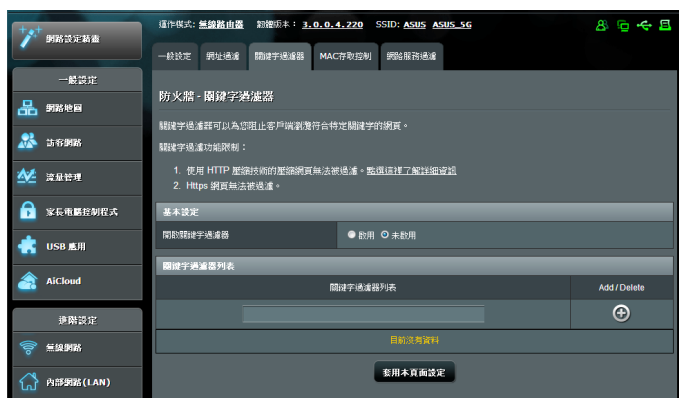 運作模式: 無線路由器 韌體版本: 3.0.0.4.220 SSID: ASUS ASUS_5G
網路設定精靈
一般設定 網址過濾 關鍵字過濾器 MAC存取控制 網路服務過濾
一般設定
網路地圖
訪客網路
流量管理
家長電腦控制程式
USB 應用
AiCloud
進階設定
無線網路
內部網路(LAN)
防火牆 - 關鍵字過濾器
關鍵字過濾器可以為您阻止客戶端瀏覽符合特定關鍵字的網頁。
關鍵字過濾功能限制:
1. 使用 HTTP 壓縮技術的壓縮網頁無法被過濾。點選這裡了解詳細資訊
2. Https 網頁無法被過濾。
基本設定
開啟關鍵字過濾器 啟用 未啟用
關鍵字過濾器列表
關鍵字過濾器列表 Add / Delete
目前沒有資料
套用本頁面設定